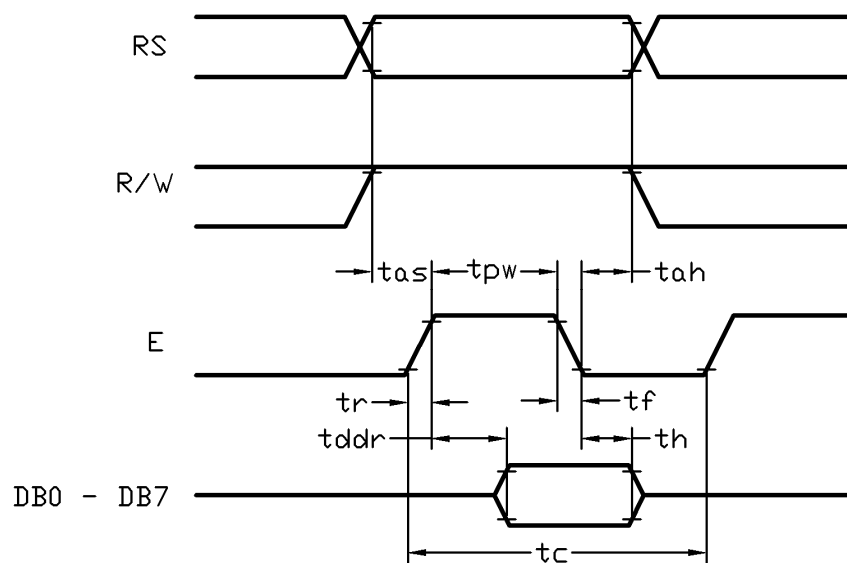 RS
R/W
tas
tpw
tah
E
tr
tf
tddr
th
DB0 - DB7
tc